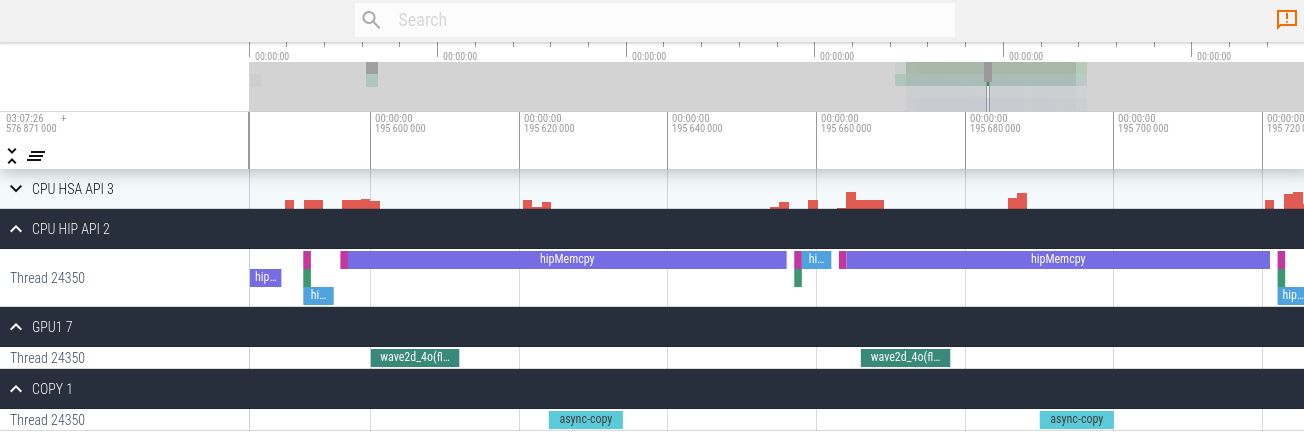 Search
00:00:00 00:00:00 00:00:00 00:00:00 00:00:00 00:00:00
03:07:26 + 00:00:00 00:00:00 00:00:00 00:00:00 00:00:00 00:00:00 00:00:00
576 871 000 195 600 000 195 620 000 195 640 000 195 660 000 195 680 000 195 700 000 195 720
CPU HSA API 3
CPU HIP API 2
hipMemcpy hi... hipMemcpy
Thread 24350 hip...
hi... hip...
GPU1 7
Thread 24350 wave2d_4o(fl... wave2d_4o(fl...
COPY 1
Thread 24350 async-copy async-copy